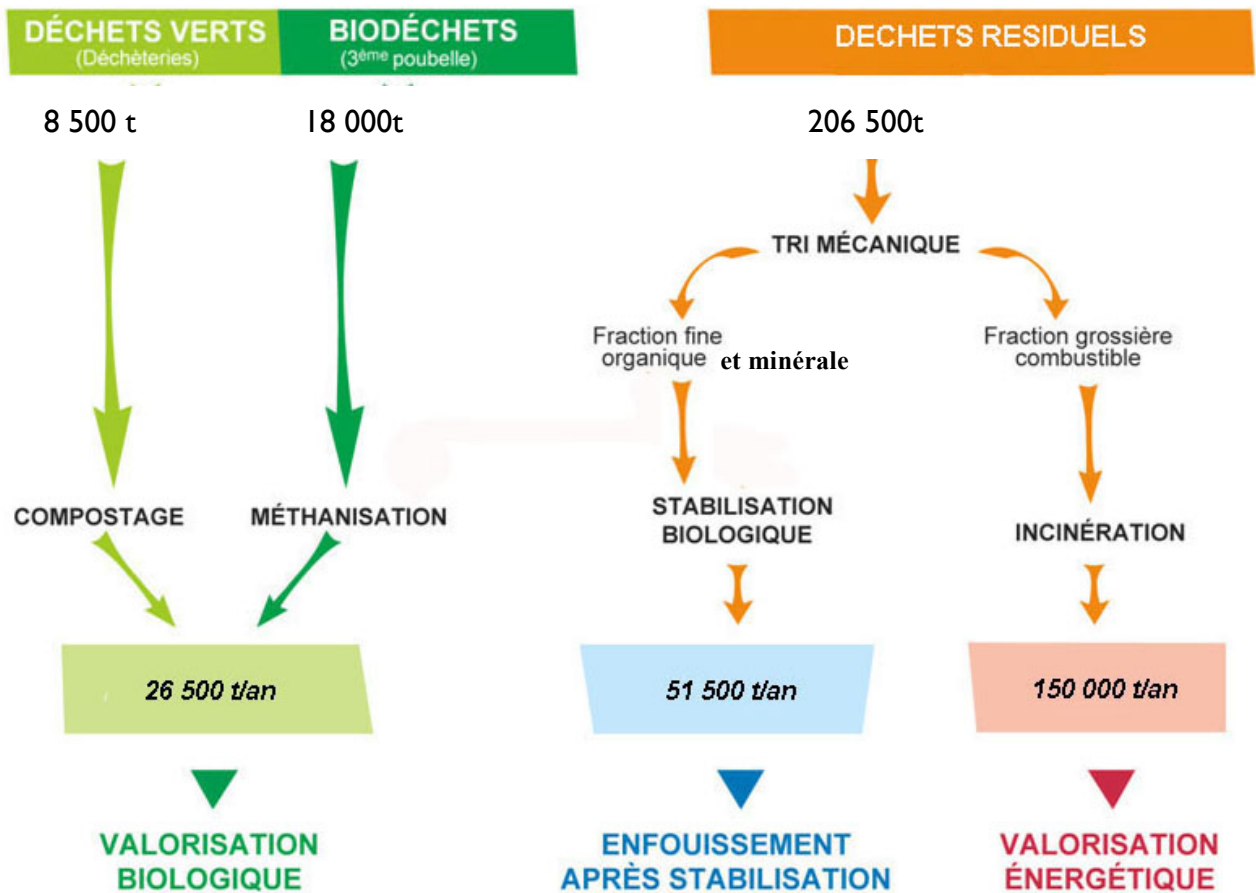 DÉCHETS VERTS
(Déchèteries)
BIODÉCHETS
(3ème poubelle)
DECHETS RESIDUELS
8 500 t
18 000t
206 500t
TRI MÉCANIQUE
Fraction fine
organique et minérale
Fraction grossière
combustible
COMPOSTAGE
MÉTHANISATION
STABILISATION
BIOLOGIQUE
INCINÉRATION
26 500 t/an
51 500 t/an
150 000 t/an
VALORISATION
BIOLOGIQUE
ENFOUISSEMENT
APRÈS STABILISATION
VALORISATION
ÉNERGÉTIQUE